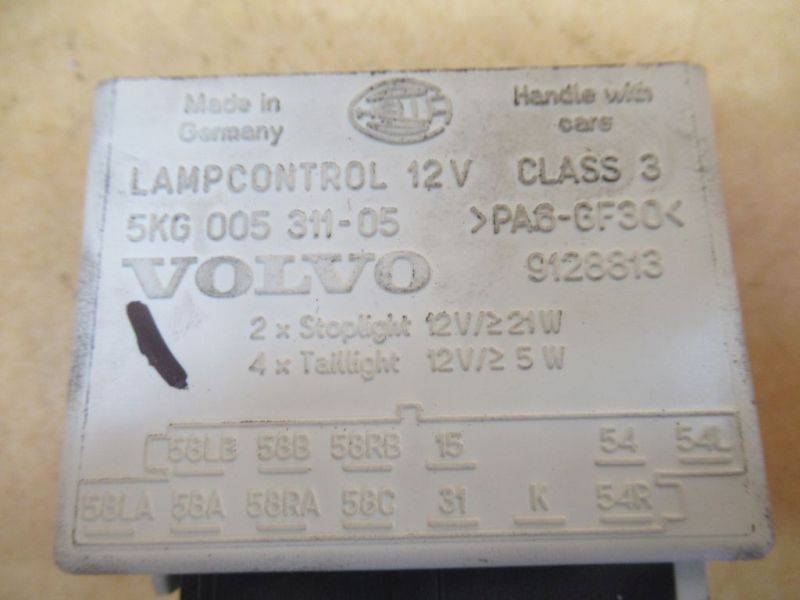 Made in Germany
Handle with care
LAMPCONTROL 12V CLASS 3
5KG 005 311-05 >PA6-GF30<
VOLVO 9128813
2 x Stoplight 12V/≥21W
4 x Taillight 12V/≥ 5 W
58LB 58B 58RB 15 54 54L
58LA 58A 58RA 58C 31 K 54R